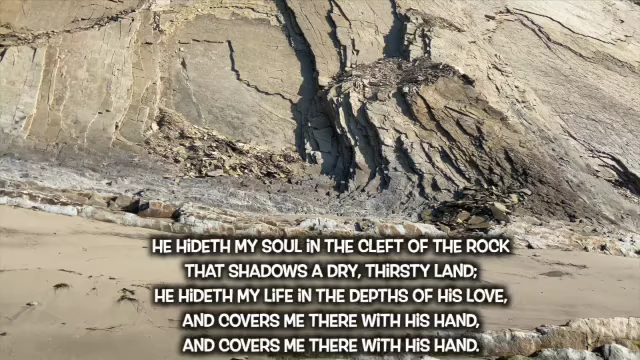 HE HIDETH MY SOUL IN THE CLEFT OF THE ROCK
THAT SHADOWS A DRY, THIRSTY LAND;
HE HIDETH MY LIFE IN THE DEPTHS OF HIS LOVE,
AND COVERS ME THERE WITH HIS HAND,
AND COVERS ME THERE WITH HIS HAND.